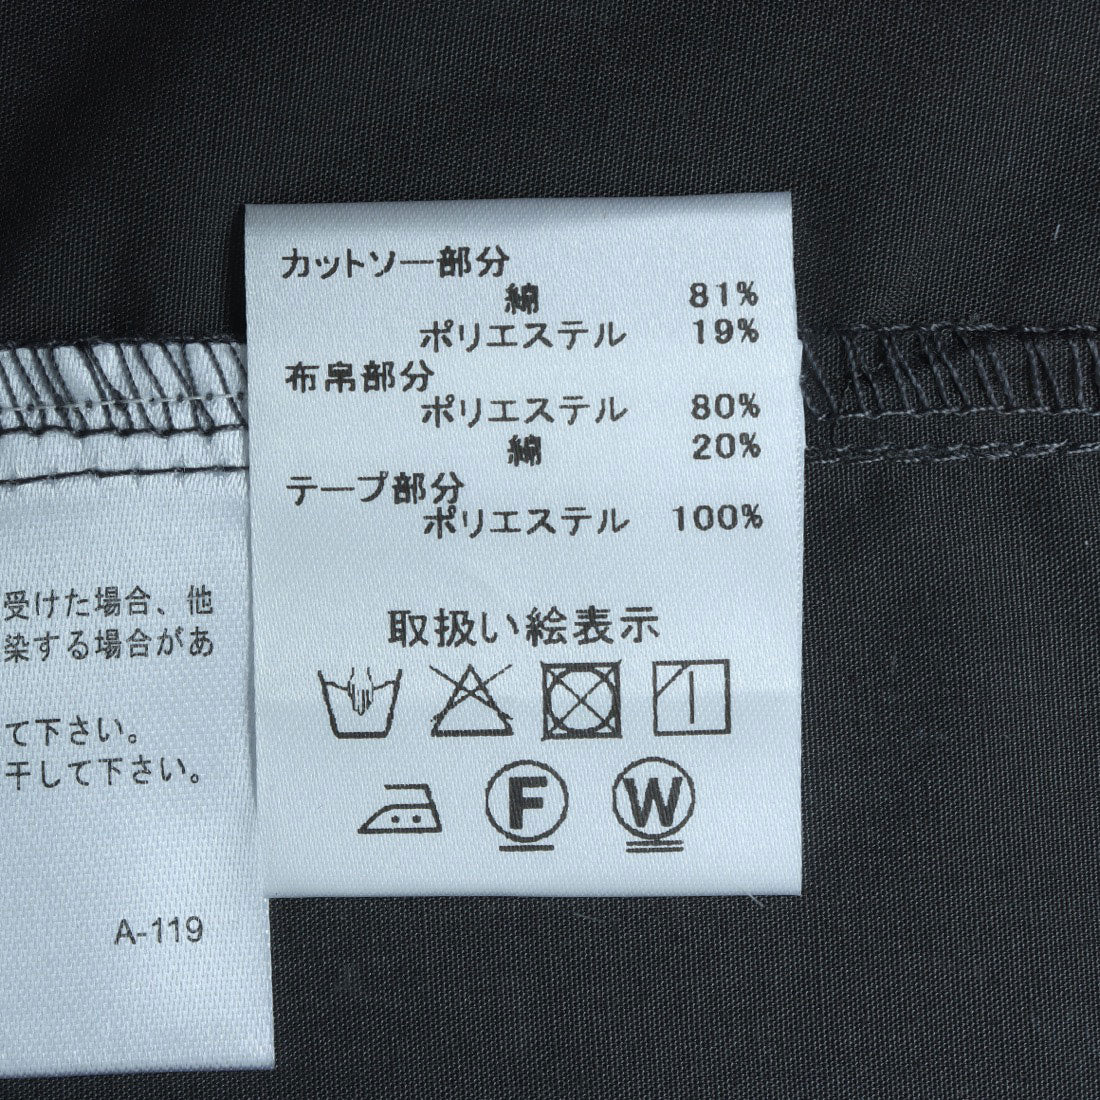 カットソー部分
綿 81%
ポリエステル 19%
布帛部分
ポリエステル 80%
綿 20%
テープ部分
ポリエステル 100%
取扱い絵表示
F W
受けた場合、他
染する場合があ
て下さい。
干して下さい。
A-119